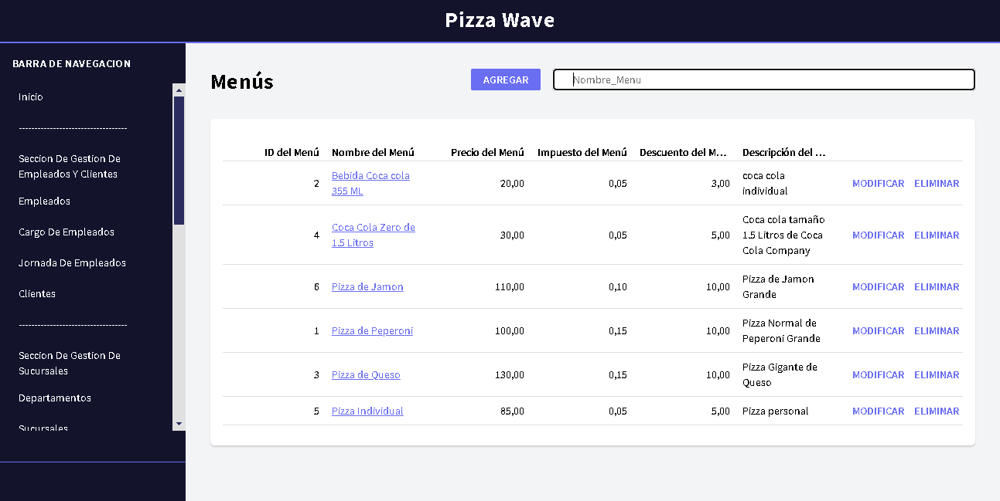 Pizza Wave
BARRA DE NAVEGACION
Inicio
-----------------------------------
Seccion De Gestion De
Empleados Y Clientes
Empleados
Cargo De Empleados
Jornada De Empleados
Clientes
-----------------------------------
Seccion De Gestion De
Sucursales
Departamentos
Sucursales
Menús
AGREGAR
Nombre_Menu
ID del Menú Nombre del Menú Precio del Menú Impuesto del Menú Descuento del M... Descripción del ...
2 Bebida Coca cola 355 ML 20,00 0,05 3,00 coca cola individual MODIFICAR ELIMINAR
4 Coca Cola Zero de 1.5 Litros 30,00 0,05 5,00 Coca cola tamaño 1.5 Litros de Coca Cola Company MODIFICAR ELIMINAR
6 Pizza de Jamon 110,00 0,10 10,00 Pizza de Jamon Grande MODIFICAR ELIMINAR
1 Pizza de Peperoni 100,00 0,15 10,00 Pizza Normal de Peperoni Grande MODIFICAR ELIMINAR
3 Pizza de Queso 130,00 0,15 10,00 Pizza Gigante de Queso MODIFICAR ELIMINAR
5 Pizza Individual 85,00 0,05 5,00 Pizza personal MODIFICAR ELIMINAR